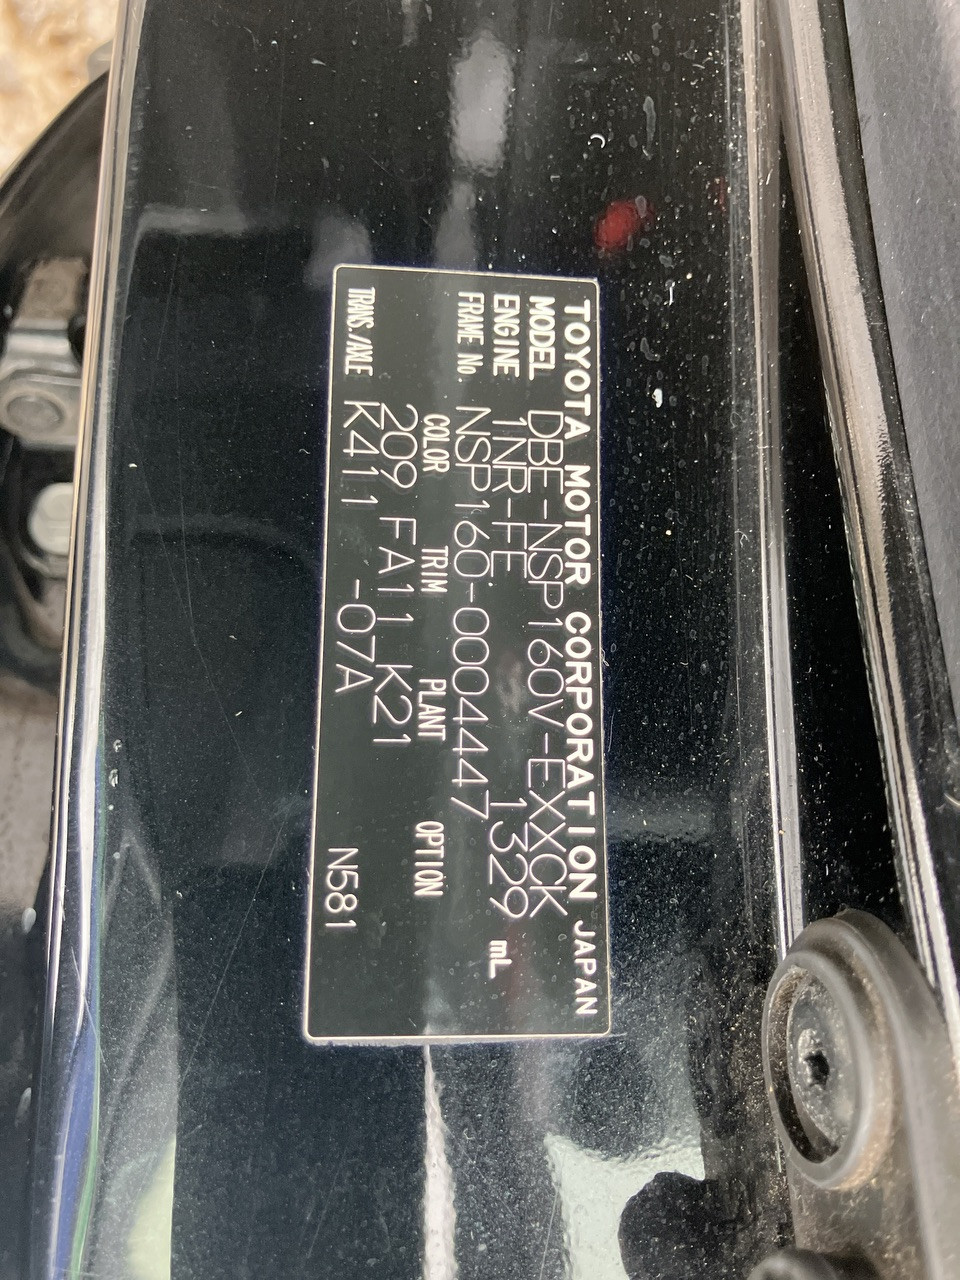 TOYOTA MOTOR CORPORATION JAPAN
MODEL DBE-NSP160V-EXXCK
ENGINE 1NR-FE 1329 mL
FRAME No. NSP160-0004447
COLOR TRIM PLANT OPTION
209 FA11 K21
TRANS./AXLE K411 -07A N581